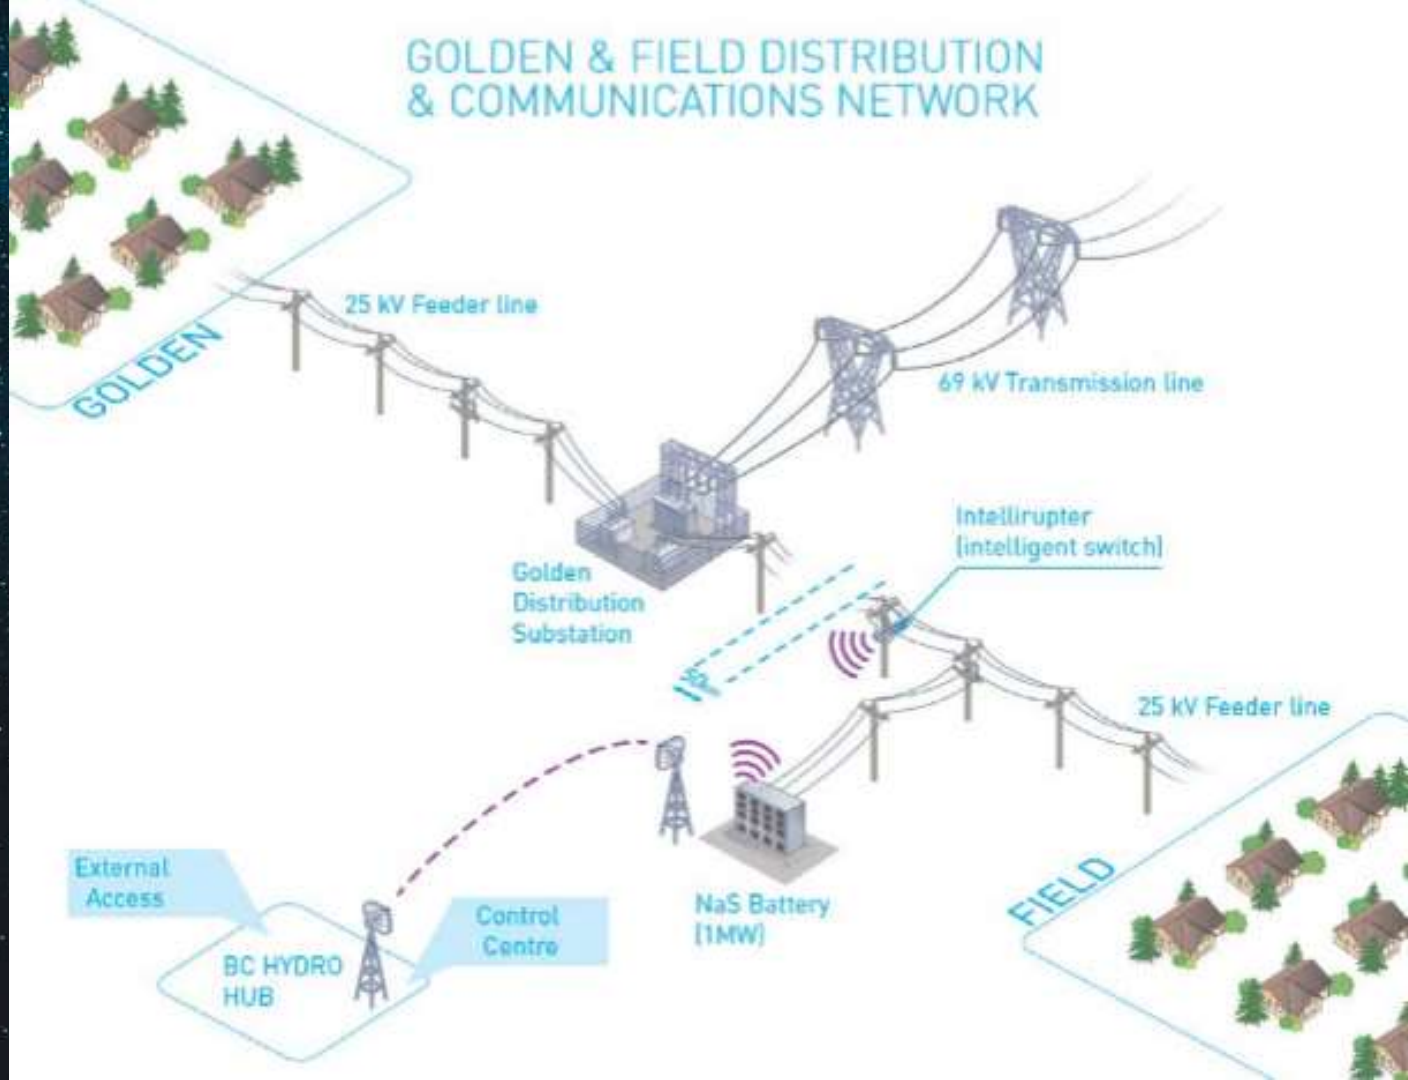 GOLDEN & FIELD DISTRIBUTION
& COMMUNICATIONS NETWORK
25 kV Feeder line
GOLDEN
69 kV Transmission line
Intellirupter
(intelligent switch)
Golden
Distribution
Substation
50km
25 kV Feeder line
FIELD
NaS Battery
(1MW)
External
Access
Control
Centre
BC HYDRO
HUB